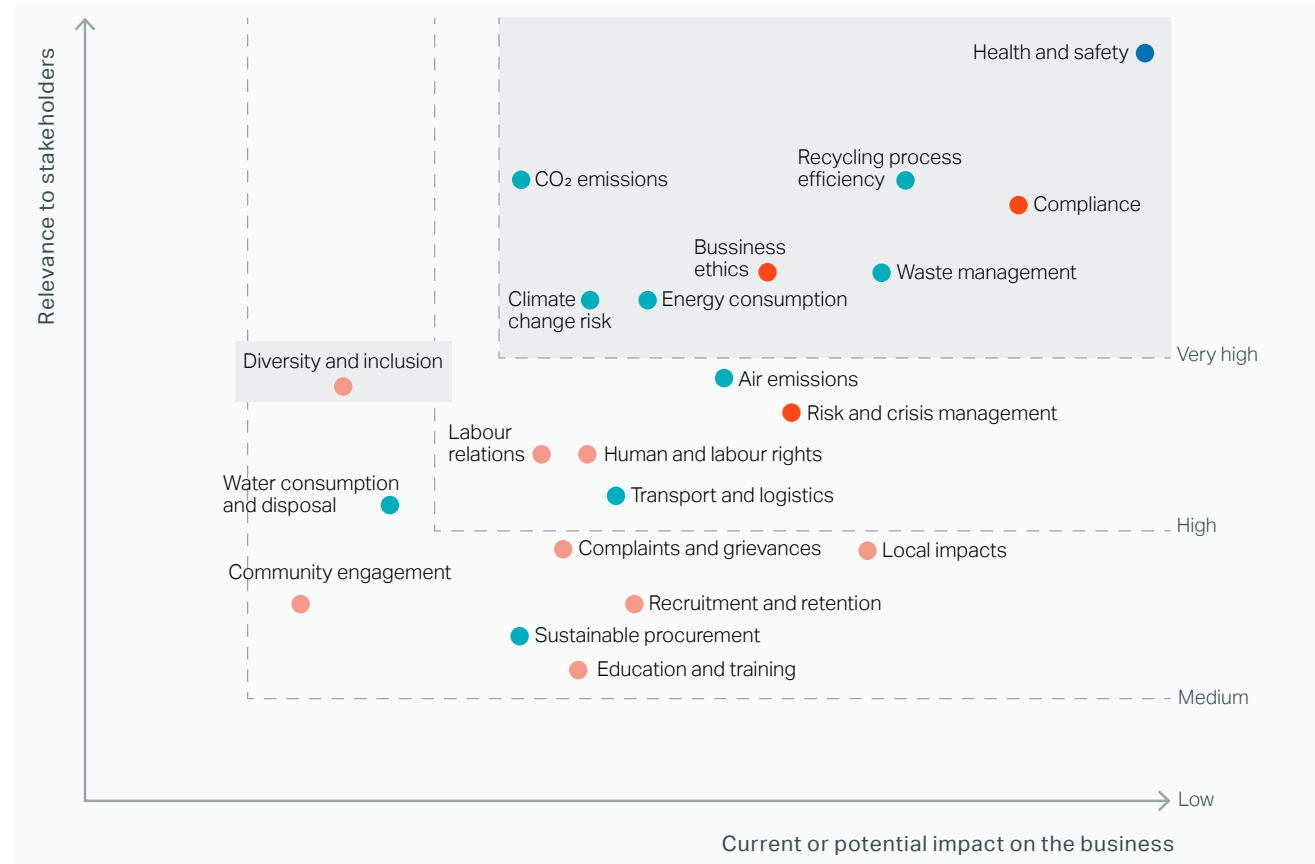 Relevance to stakeholders
Health and safety
Recycling process
efficiency
CO₂ emissions
Compliance
Bussiness
ethics
Waste management
Climate
change risk
Energy consumption
Very high
Diversity and inclusion
Air emissions
Risk and crisis management
Labour
relations
Human and labour rights
Water consumption
and disposal
Transport and logistics
High
Complaints and grievances
Local impacts
Community engagement
Recruitment and retention
Sustainable procurement
Education and training
Medium
Low
Current or potential impact on the business